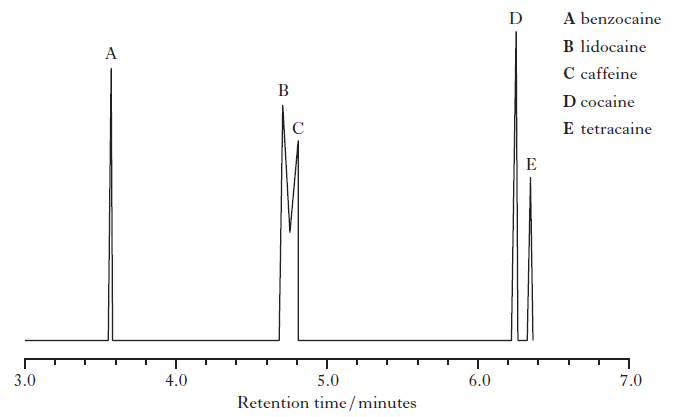 D
A benzocaine
B lidocaine
C caffeine
D cocaine
E tetracaine
A
B
C
E
3.0 4.0 5.0 6.0 7.0
Retention time/minutes